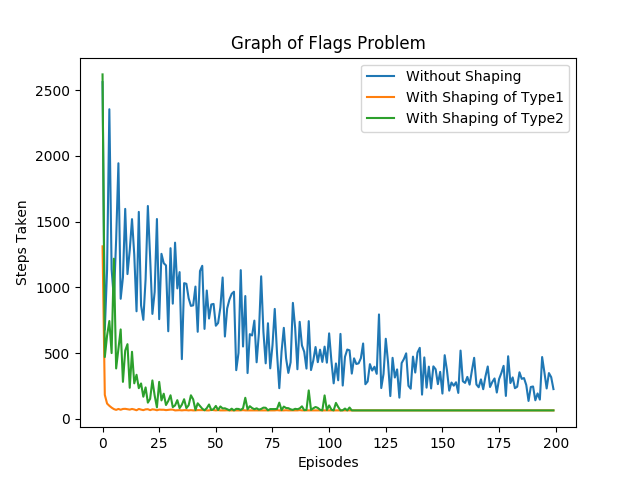 Graph of Flags Problem
Without Shaping
With Shaping of Type1
With Shaping of Type2
Steps Taken
2500
2000
1500
1000
500
0
0 25 50 75 100 125 150 175 200
Episodes